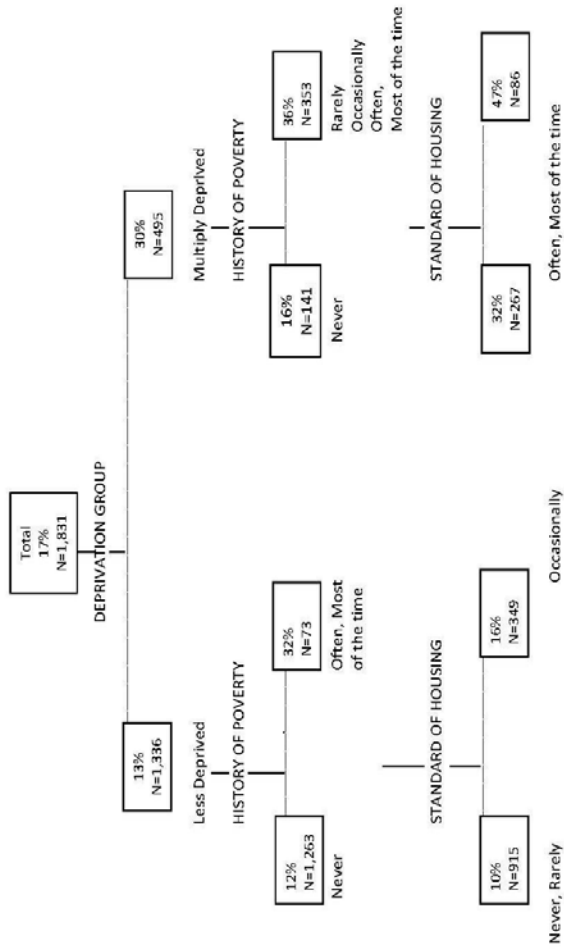 Total
17%
N=1,831
DEPRIVATION GROUP
13%
N=1,336
30%
N=495
Less Deprived
Multiply Deprived
HISTORY OF POVERTY
HISTORY OF POVERTY
12%
N=1,263
32%
N=73
16%
N=141
36%
N=353
Never
Often, Most
of the time
Never
Rarely
Occasionally
Often,
Most of the time
STANDARD OF HOUSING
STANDARD OF HOUSING
10%
N=915
16%
N=349
32%
N=267
47%
N=86
Never, Rarely
Occasionally
Often, Most of the time